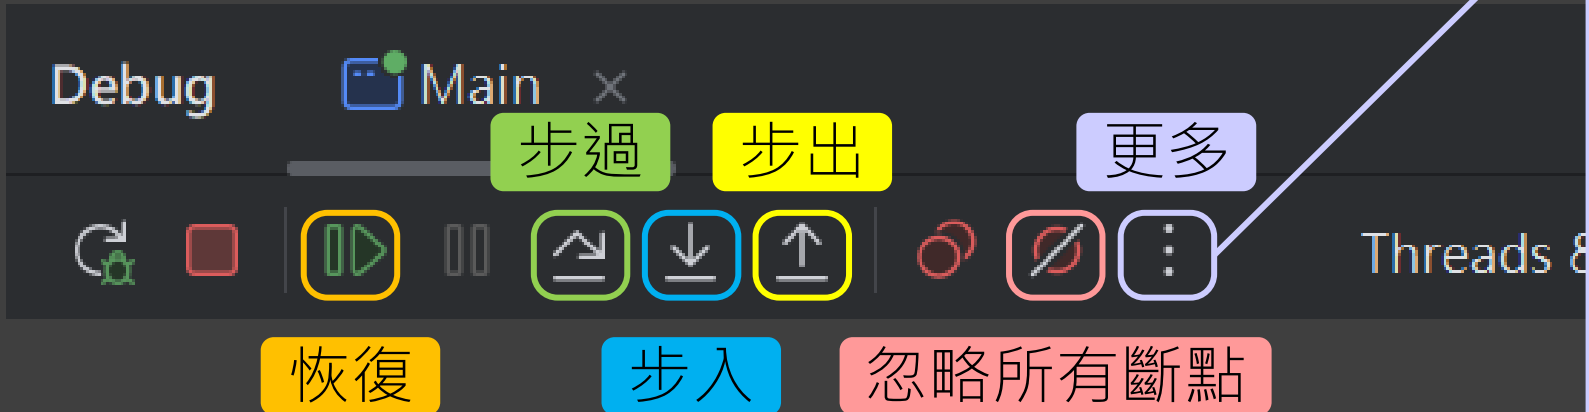 Debug
Main
步過
步出
更多
Threads &
恢復
步入
忽略所有斷點